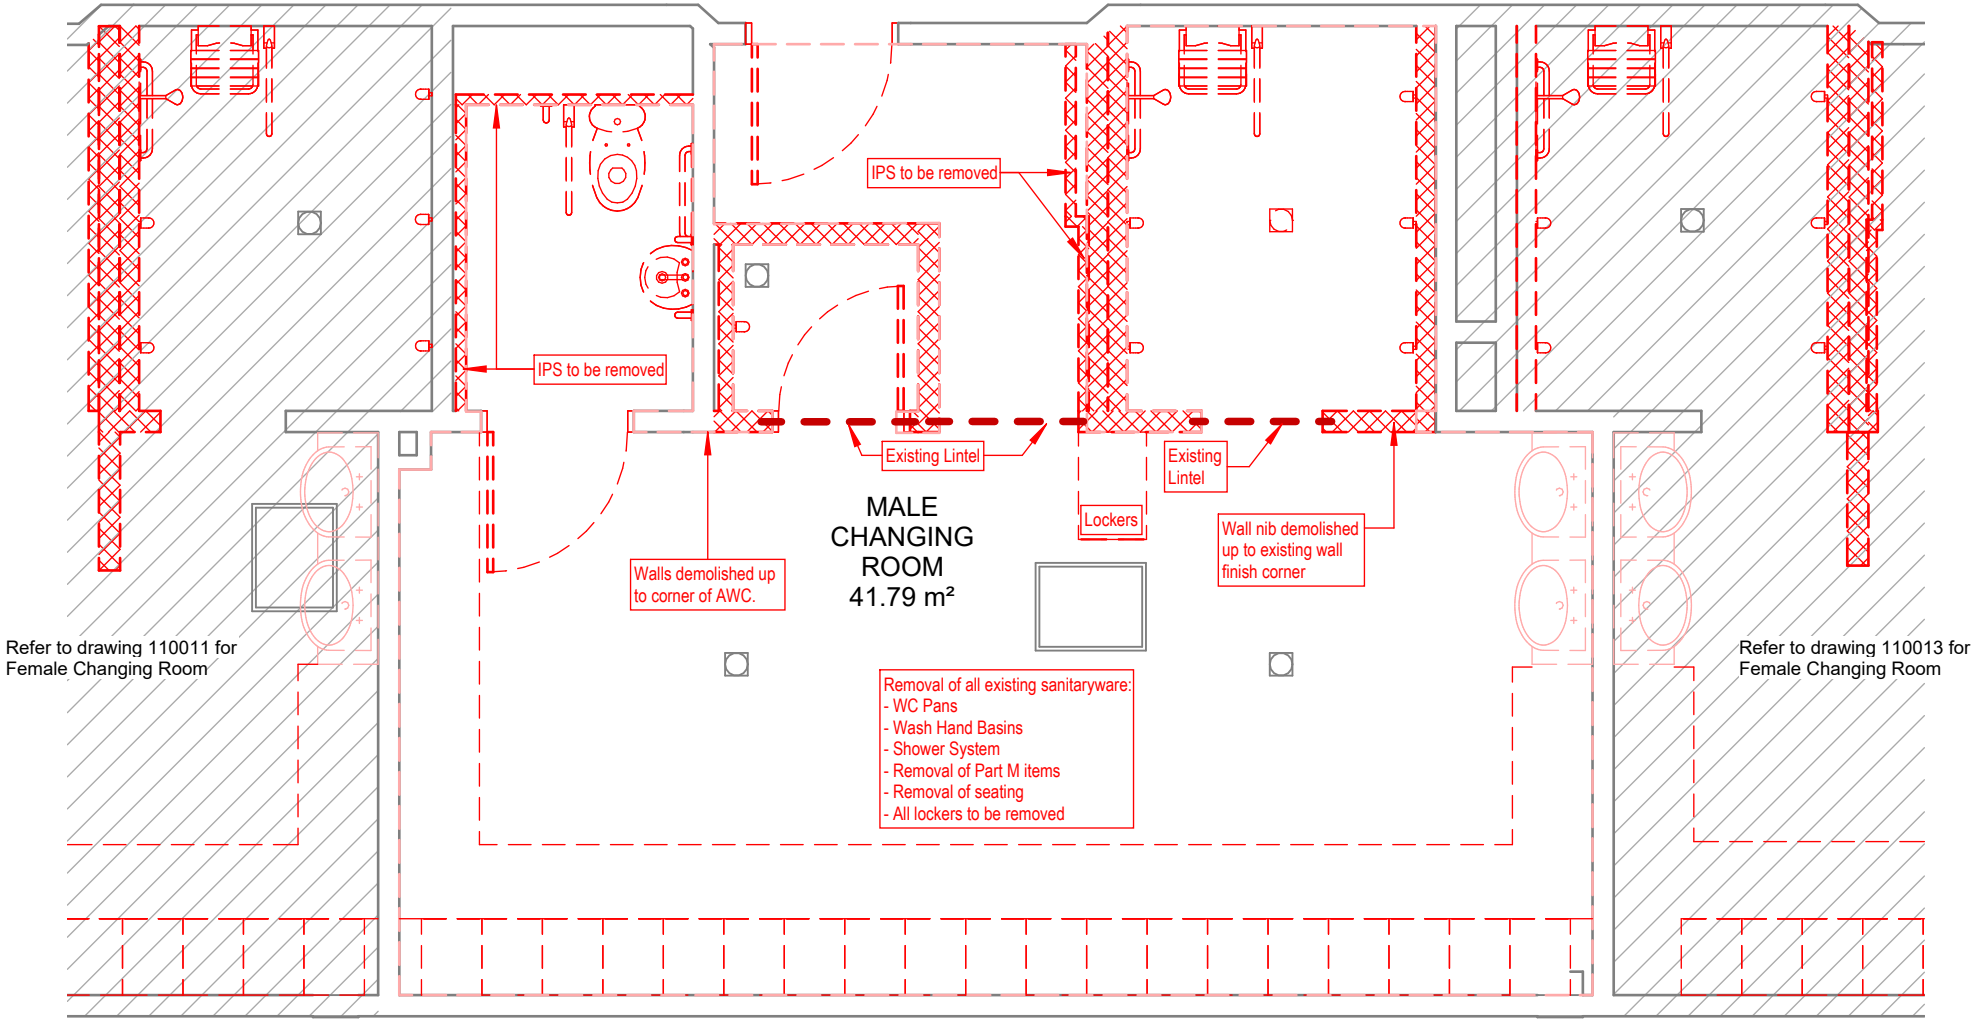 IPS to be removed
IPS to be removed
Existing Lintel
Existing
Lintel
MALE
CHANGING
ROOM
41.79 m²
Lockers
Wall nib demolished
up to existing wall
finish corner
Walls demolished up
to corner of AWC.
Refer to drawing 110011 for
Female Changing Room
Refer to drawing 110013 for
Female Changing Room
Removal of all existing sanitaryware:
- WC Pans
- Wash Hand Basins
- Shower System
- Removal of Part M items
- Removal of seating
- All lockers to be removed